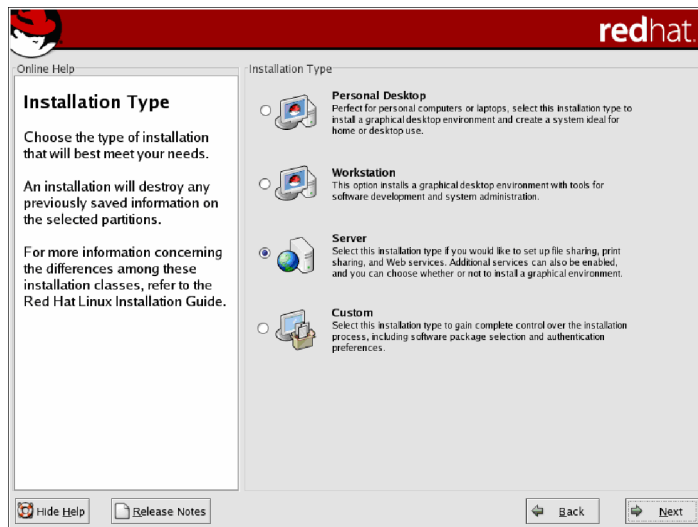 redhat.
Online Help
Installation Type
Choose the type of installation
that will best meet your needs.
An installation will destroy any
previously saved information on
the selected partitions.
For more information concerning
the differences among these
installation classes, refer to the
Red Hat Linux Installation Guide.
Installation Type
Personal Desktop
Perfect for personal computers or laptops, select this installation type to
install a graphical desktop environment and create a system ideal for
home or desktop use.
Workstation
This option installs a graphical desktop environment with tools for
software development and system administration.
Server
Select this installation type if you would like to set up file sharing, print
sharing, and Web services. Additional services can also be enabled,
and you can choose whether or not to install a graphical environment.
Custom
Select this installation type to gain complete control over the installation
process, including software package selection and authentication
preferences.
Hide Help
Release Notes
Back
Next